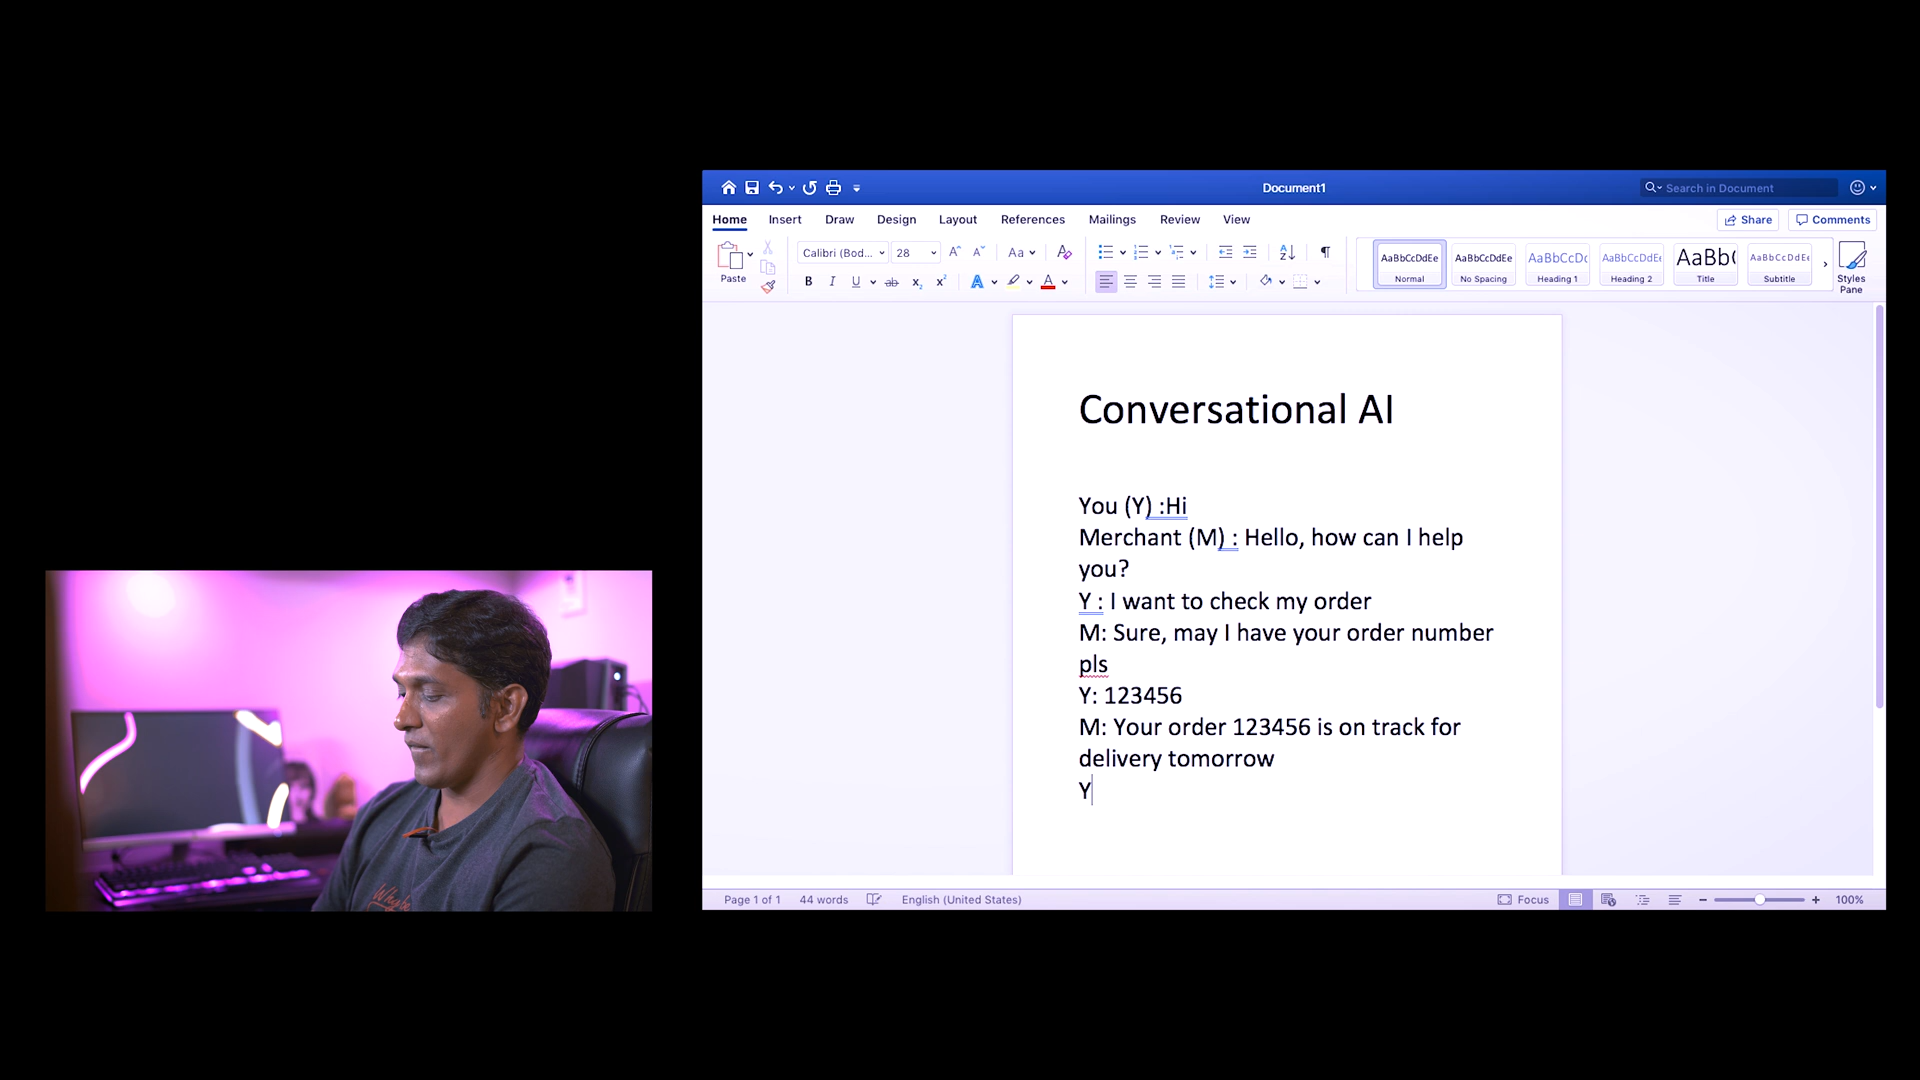 Document1
Search in Document
Home Insert Draw Design Layout References Mailings Review View
Share Comments
Paste
Calibri (Bod... 28
Aa
AaBbCcDdEe
Normal
AaBbCcDdEe
No Spacing
AaBbCcDc
Heading 1
AaBbCcDdEe
Heading 2
AaBb(
Title
AaBbCcDdEe
Subtitle
Styles
Pane
Conversational AI
You (Y) :Hi
Merchant (M) : Hello, how can I help
you?
Y : I want to check my order
M: Sure, may I have your order number
pls
Y: 123456
M: Your order 123456 is on track for
delivery tomorrow
Y
Page 1 of 1 44 words English (United States)
Focus 100%